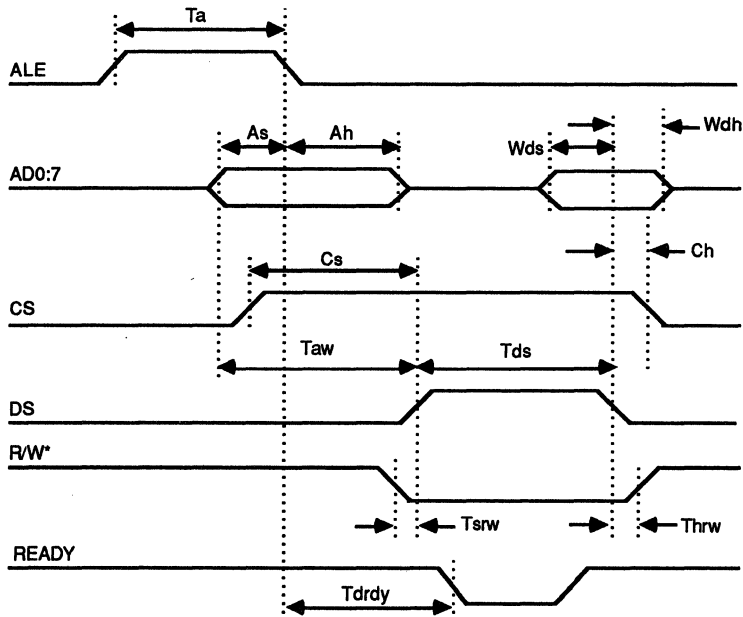 Ta
ALE
As
Ah
Wds
Wdh
AD0:7
Cs
Ch
CS
Taw
Tds
DS
R/W*
Tsrw
Thrw
READY
Tdrdy